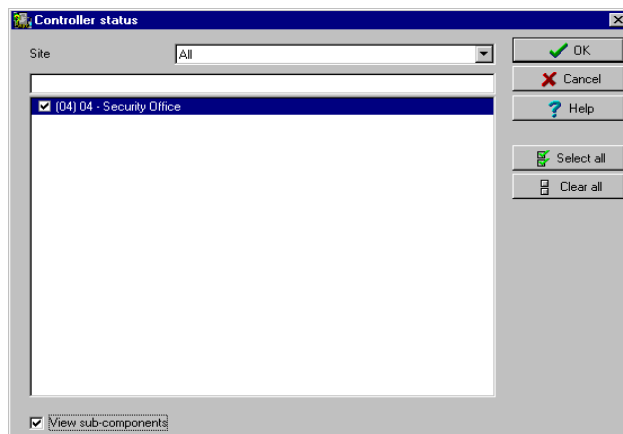 Controller status
Site
All
OK
Cancel
(04) 04 - Security Office
Help
Select all
Clear all
View sub-components